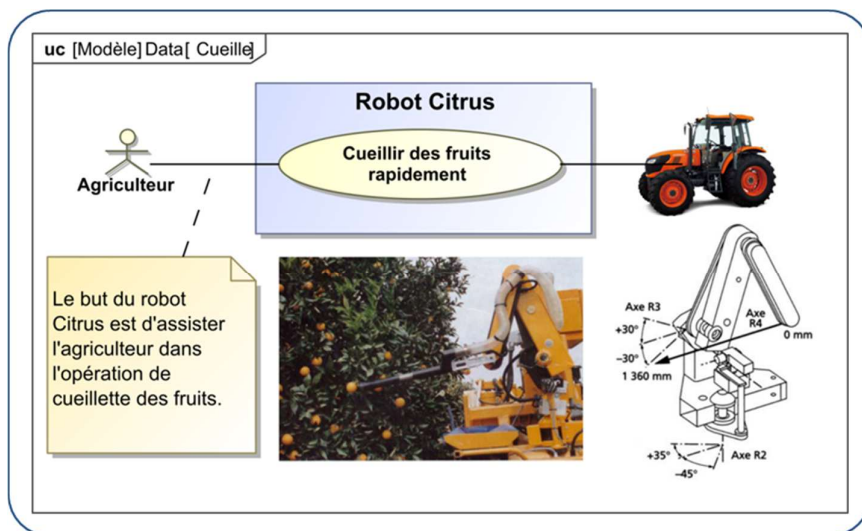 uc [Modèle] Data[ Cueille]
Robot Citrus
Cueillir des fruits
rapidement
Agriculteur
Le but du robot
Citrus est d'assister
l'agriculteur dans
l'opération de
cueillette des fruits.
Axe R3
+30°
–30°
1 360 mm
Axe
R4
0 mm
+35°
–45°
Axe R2